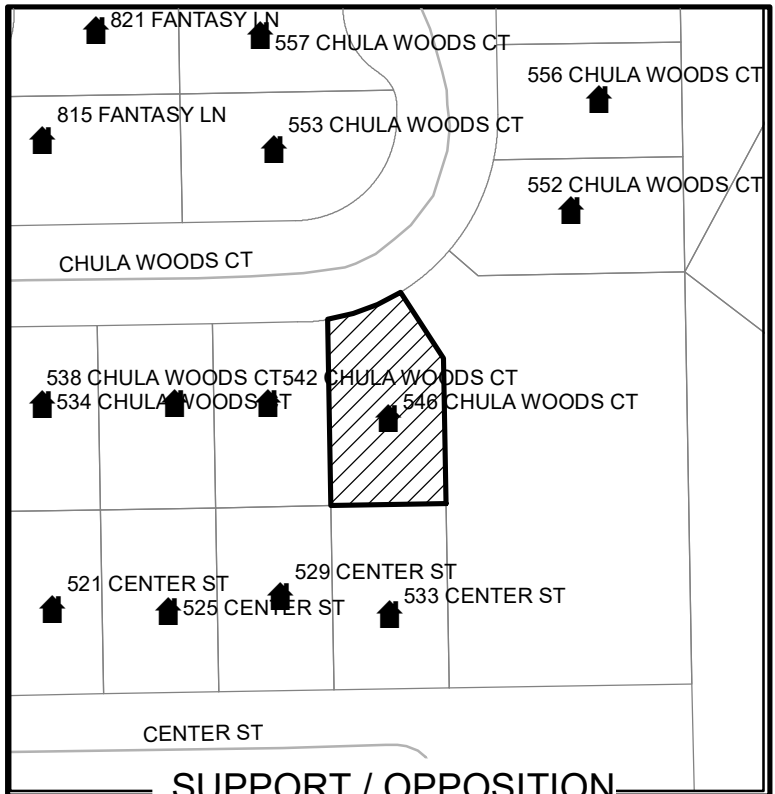 821 FANTASY LN
557 CHULA WOODS CT
556 CHULA WOODS CT
815 FANTASY LN
553 CHULA WOODS CT
552 CHULA WOODS CT
CHULA WOODS CT
538 CHULA WOODS CT
542 CHULA WOODS CT
534 CHULA WOODS CT
546 CHULA WOODS CT
521 CENTER ST
529 CENTER ST
525 CENTER ST
533 CENTER ST
CENTER ST
SUPPORT / OPPOSITION